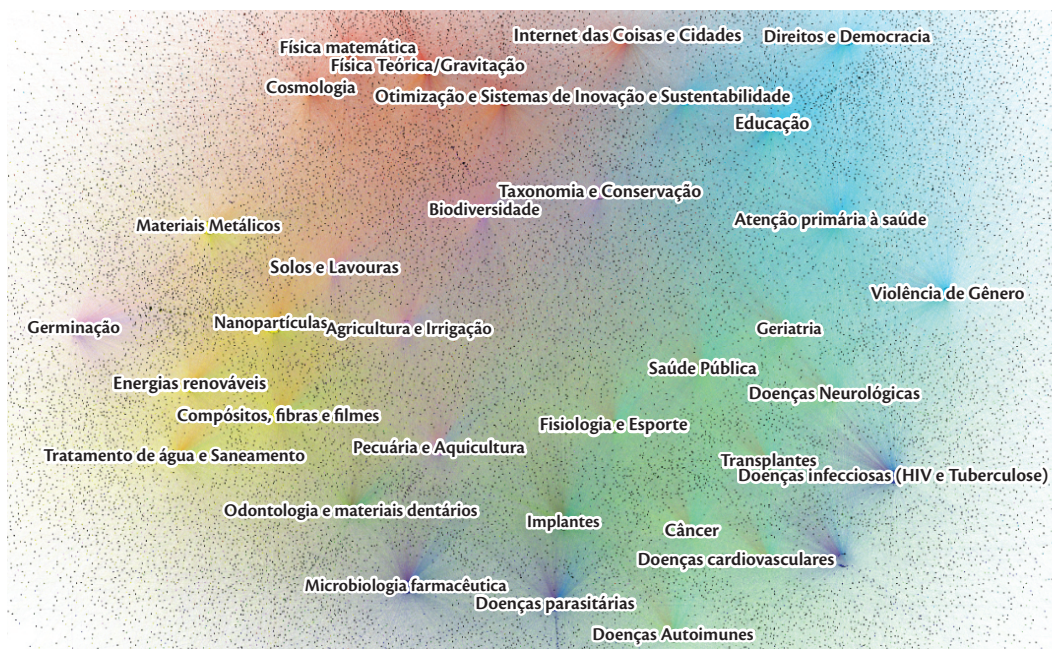 Internet das Coisas e Cidades
Direitos e Democracia
Física matemática
Física Teórica/Gravitação
Cosmologia
Otimização e Sistemas de Inovação e Sustentabilidade
Educação
Taxonomia e Conservação
Biodiversidade
Atenção primária à saúde
Materiais Metálicos
Solos e Lavouras
Violência de Gênero
Germinação
Nanopartículas
Agricultura e Irrigação
Geriatria
Saúde Pública
Energias renováveis
Doenças Neurológicas
Compósitos, fibras e filmes
Fisiologia e Esporte
Pecuária e Aquicultura
Tratamento de água e Saneamento
Transplantes
Doenças infecciosas (HIV e Tuberculose)
Odontologia e materiais dentários
Implantes
Câncer
Doenças cardiovasculares
Microbiologia farmacêutica
Doenças parasitárias
Doenças Autoimunes